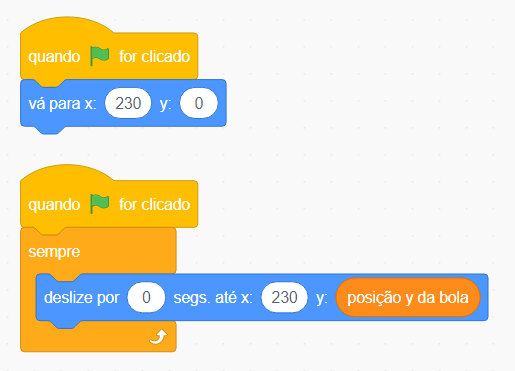 quando for clicado
vá para x: 230 y: 0
quando for clicado
sempre
deslize por 0 segs. até x: 230 y: posição y da bola